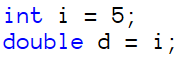 int i = 5;
double d = i;